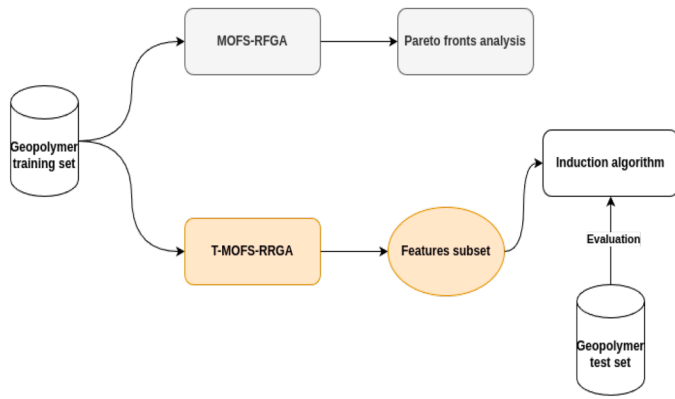 MOFS-RFGA
Pareto fronts analysis
Geopolymer
training set
Induction algorithm
T-MOFS-RRGA
Features subset
Evaluation
Geopolymer
test set